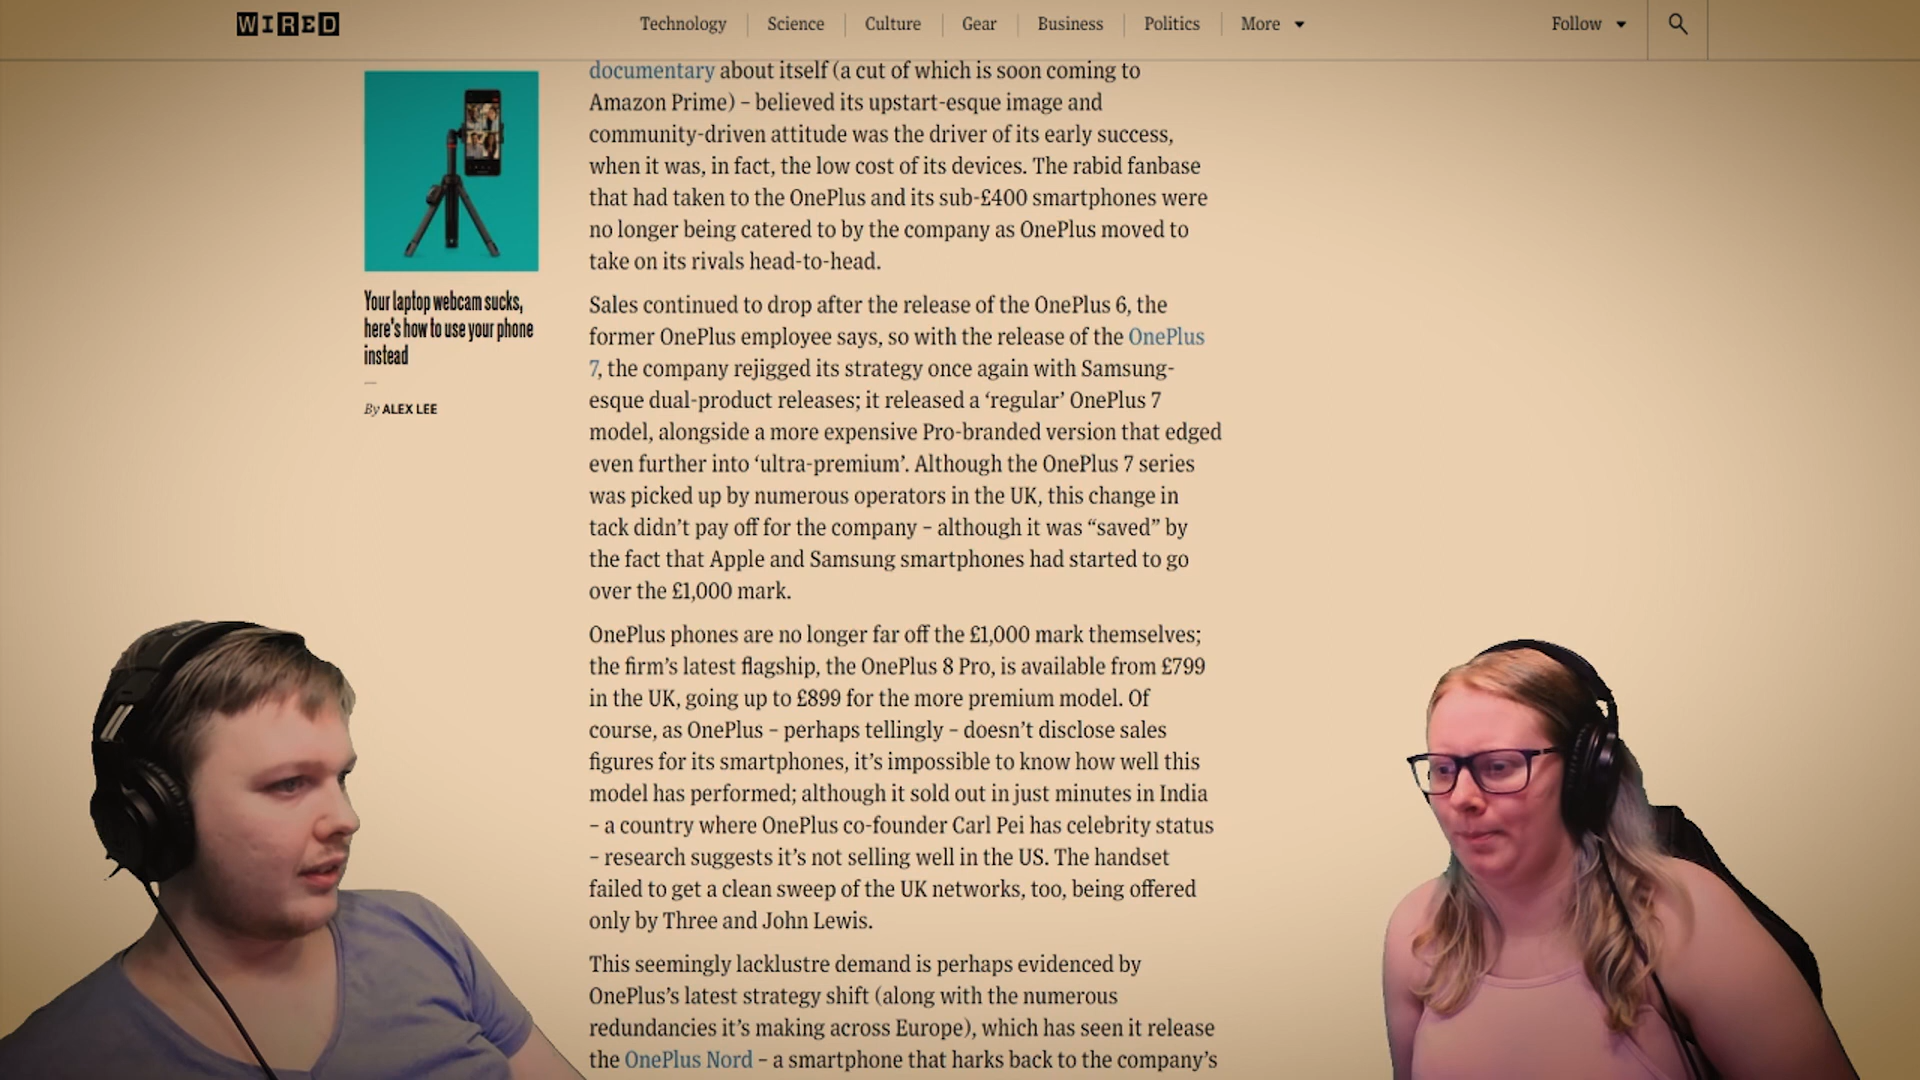 WIRED
Technology
Science
Culture
Gear
Business
Politics
More
Follow
Your laptop webcam sucks,
here's how to use your phone
instead
By ALEX LEE
documentary about itself (a cut of which is soon coming to
Amazon Prime) – believed its upstart-esque image and
community-driven attitude was the driver of its early success,
when it was, in fact, the low cost of its devices. The rabid fanbase
that had taken to the OnePlus and its sub-£400 smartphones were
no longer being catered to by the company as OnePlus moved to
take on its rivals head-to-head.
Sales continued to drop after the release of the OnePlus 6, the
former OnePlus employee says, so with the release of the OnePlus
7, the company rejigged its strategy once again with Samsung-
esque dual-product releases; it released a ‘regular’ OnePlus 7
model, alongside a more expensive Pro-branded version that edged
even further into ‘ultra-premium’. Although the OnePlus 7 series
was picked up by numerous operators in the UK, this change in
tack didn’t pay off for the company – although it was “saved” by
the fact that Apple and Samsung smartphones had started to go
over the £1,000 mark.
OnePlus phones are no longer far off the £1,000 mark themselves;
the firm’s latest flagship, the OnePlus 8 Pro, is available from £799
in the UK, going up to £899 for the more premium model. Of
course, as OnePlus – perhaps tellingly – doesn’t disclose sales
figures for its smartphones, it’s impossible to know how well this
model has performed; although it sold out in just minutes in India
– a country where OnePlus co-founder Carl Pei has celebrity status
– research suggests it’s not selling well in the US. The handset
failed to get a clean sweep of the UK networks, too, being offered
only by Three and John Lewis.
This seemingly lacklustre demand is perhaps evidenced by
OnePlus’s latest strategy shift (along with the numerous
redundancies it’s making across Europe), which has seen it release
the OnePlus Nord – a smartphone that harks back to the company’s